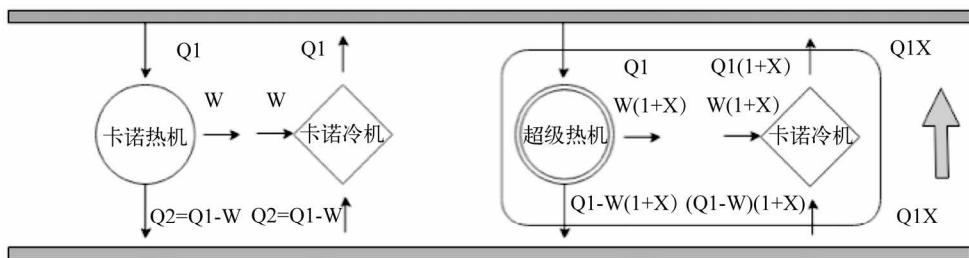 Q1
Q1
W
W
卡诺热机
卡诺冷机
Q2=Q1-W
Q2=Q1-W
Q1
Q1(1+X)
Q1X
W(1+X)
W(1+X)
超级热机
卡诺冷机
Q1-W(1+X)
(Q1-W)(1+X)
Q1X